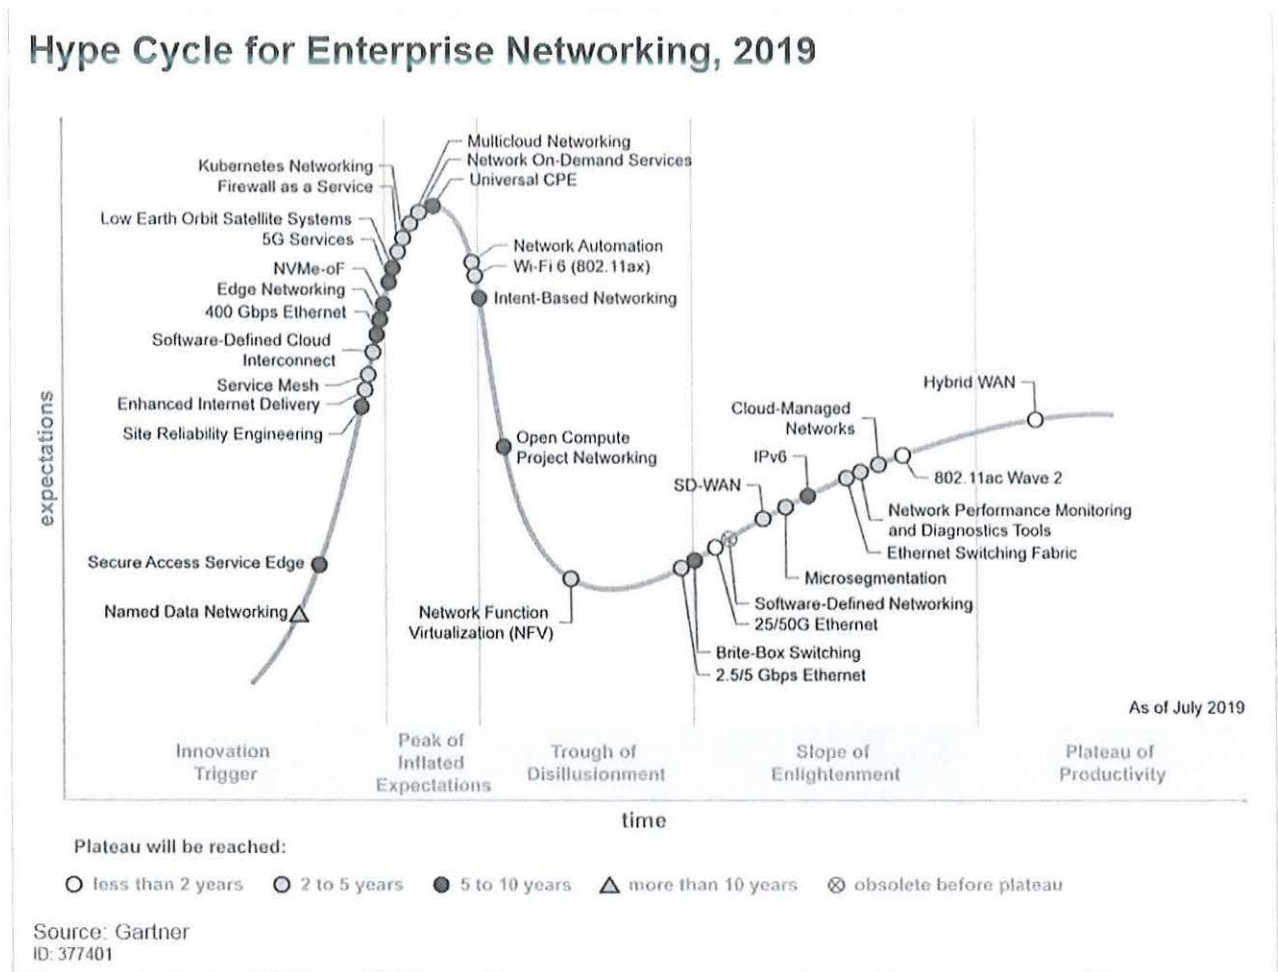 Hype Cycle for Enterprise Networking, 2019
Multicloud Networking
Network On-Demand Services
Universal CPE
Kubernetes Networking
Firewall as a Service
Low Earth Orbit Satellite Systems
5G Services
NVMe-oF
Edge Networking
400 Gbps Ethernet
Software-Defined Cloud
Interconnect
Service Mesh
Enhanced Internet Delivery
Site Reliability Engineering
Secure Access Service Edge
Named Data Networking
Network Automation
Wi-Fi 6 (802.11ax)
Intent-Based Networking
Open Compute
Project Networking
Network Function
Virtualization (NFV)
Hybrid WAN
Cloud-Managed
Networks
IPv6
SD-WAN
802.11ac Wave 2
Network Performance Monitoring
and Diagnostics Tools
Ethernet Switching Fabric
Microsegmentation
Software-Defined Networking
25/50G Ethernet
Brite-Box Switching
2.5/5 Gbps Ethernet
expectations
As of July 2019
Innovation
Trigger
Peak of
Inflated
Expectations
Trough of
Disillusionment
Slope of
Enlightenment
Plateau of
Productivity
time
Plateau will be reached:
less than 2 years
2 to 5 years
5 to 10 years
more than 10 years
obsolete before plateau
Source: Gartner
ID: 377401